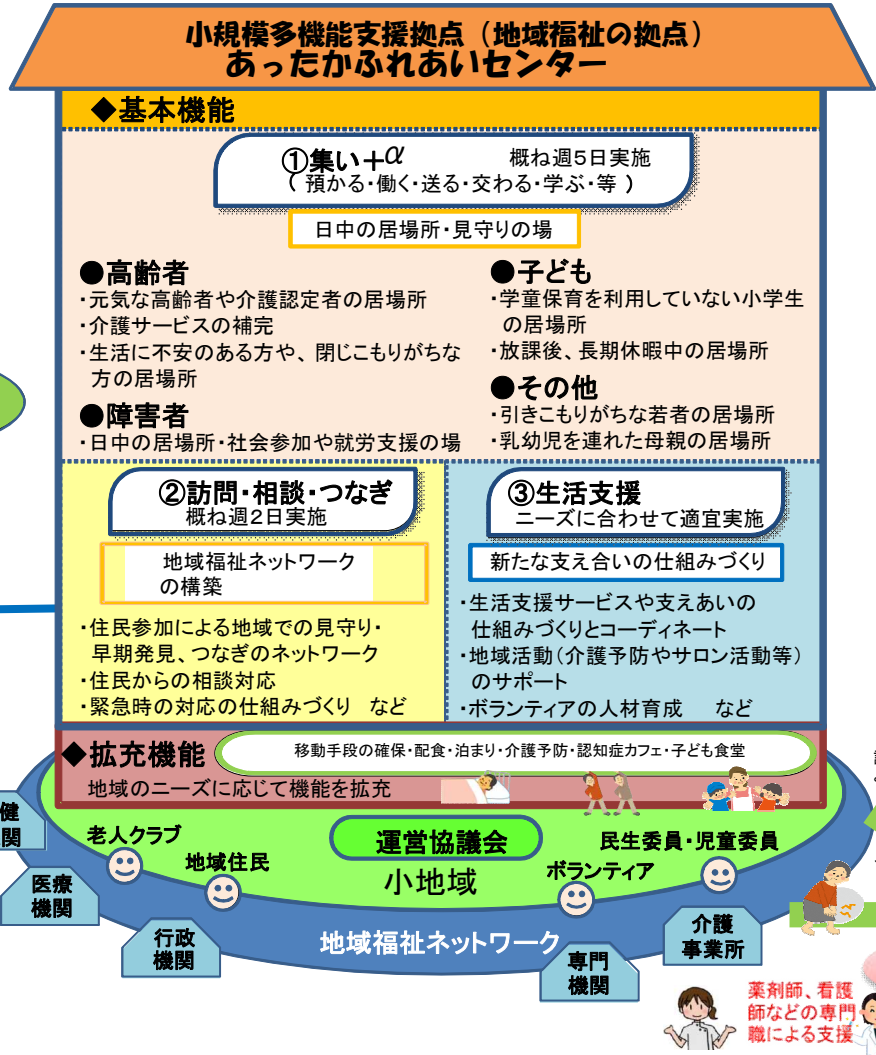 小規模多機能支援拠点（地域福祉の拠点）
あったかふれあいセンター
◆基本機能
①集い＋α　概ね週５日実施
（ 預かる・働く・送る・交わる・学ぶ・等 ）
日中の居場所・見守りの場
●高齢者
・元気な高齢者や介護認定者の居場所
・介護サービスの補完
・生活に不安のある方や、閉じこもりがちな
方の居場所
●障害者
・日中の居場所・社会参加や就労支援の場
●子ども
・学童保育を利用していない小学生
の居場所
・放課後、長期休暇中の居場所
●その他
・引きこもりがちな若者の居場所
・乳幼児を連れた母親の居場所
②訪問・相談・つなぎ
概ね週２日実施
地域福祉ネットワーク
の構築
・住民参加による地域での見守り・
早期発見、つなぎのネットワーク
・住民からの相談対応
・緊急時の対応の仕組みづくり　など
③生活支援
ニーズに合わせて適宜実施
新たな支え合いの仕組みづくり
・生活支援サービスや支えあいの
仕組みづくりとコーディネート
・地域活動（介護予防やサロン活動等）
のサポート
・ボランティアの人材育成　など
◆拡充機能
移動手段の確保・配食・泊まり・介護予防・認知症カフェ・子ども食堂
地域のニーズに応じて機能を拡充
健
関
老人クラブ
地域住民
運営協議会
小地域
ボランティア
民生委員・児童委員
医療
機関
行政
機関
地域福祉ネットワーク
専門
機関
介護
事業所
薬剤師、看護
師などの専門
職による支援